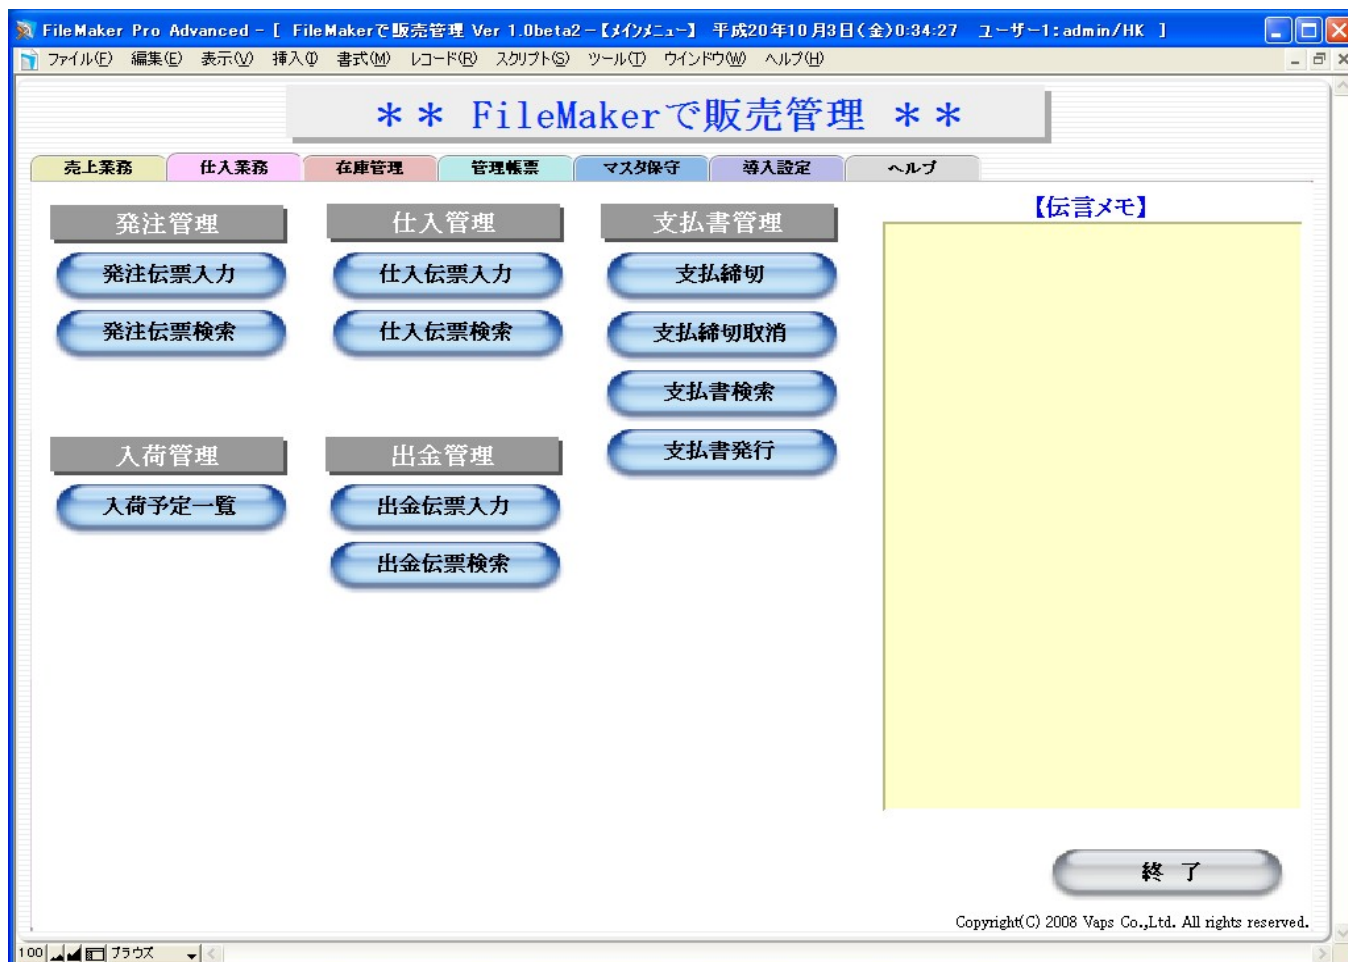 FileMaker Pro Advanced - [ FileMakerで販売管理 Ver 1.0beta2-【メインメニュー】 平成20年10月3日(金)0:34:27 ユーザー1:admin/HK ]
ファイル(F) 編集(E) 表示(V) 挿入(I) 書式(M) レコード(R) スクリプト(S) ツール(T) ウインドウ(W) ヘルプ(H)
＊＊ FileMakerで販売管理 ＊＊
売上業務 仕入業務 在庫管理 管理帳票 マスタ保守 導入設定 ヘルプ
発注管理 仕入管理 支払書管理 【伝言メモ】
発注伝票入力 仕入伝票入力 支払締切
発注伝票検索 仕入伝票検索 支払締切取消
支払書検索
入荷管理 出金管理 支払書発行
入荷予定一覧 出金伝票入力
出金伝票検索
終了
Copyright(C) 2008 Vaps Co.,Ltd. All rights reserved.
100 ブラウズ